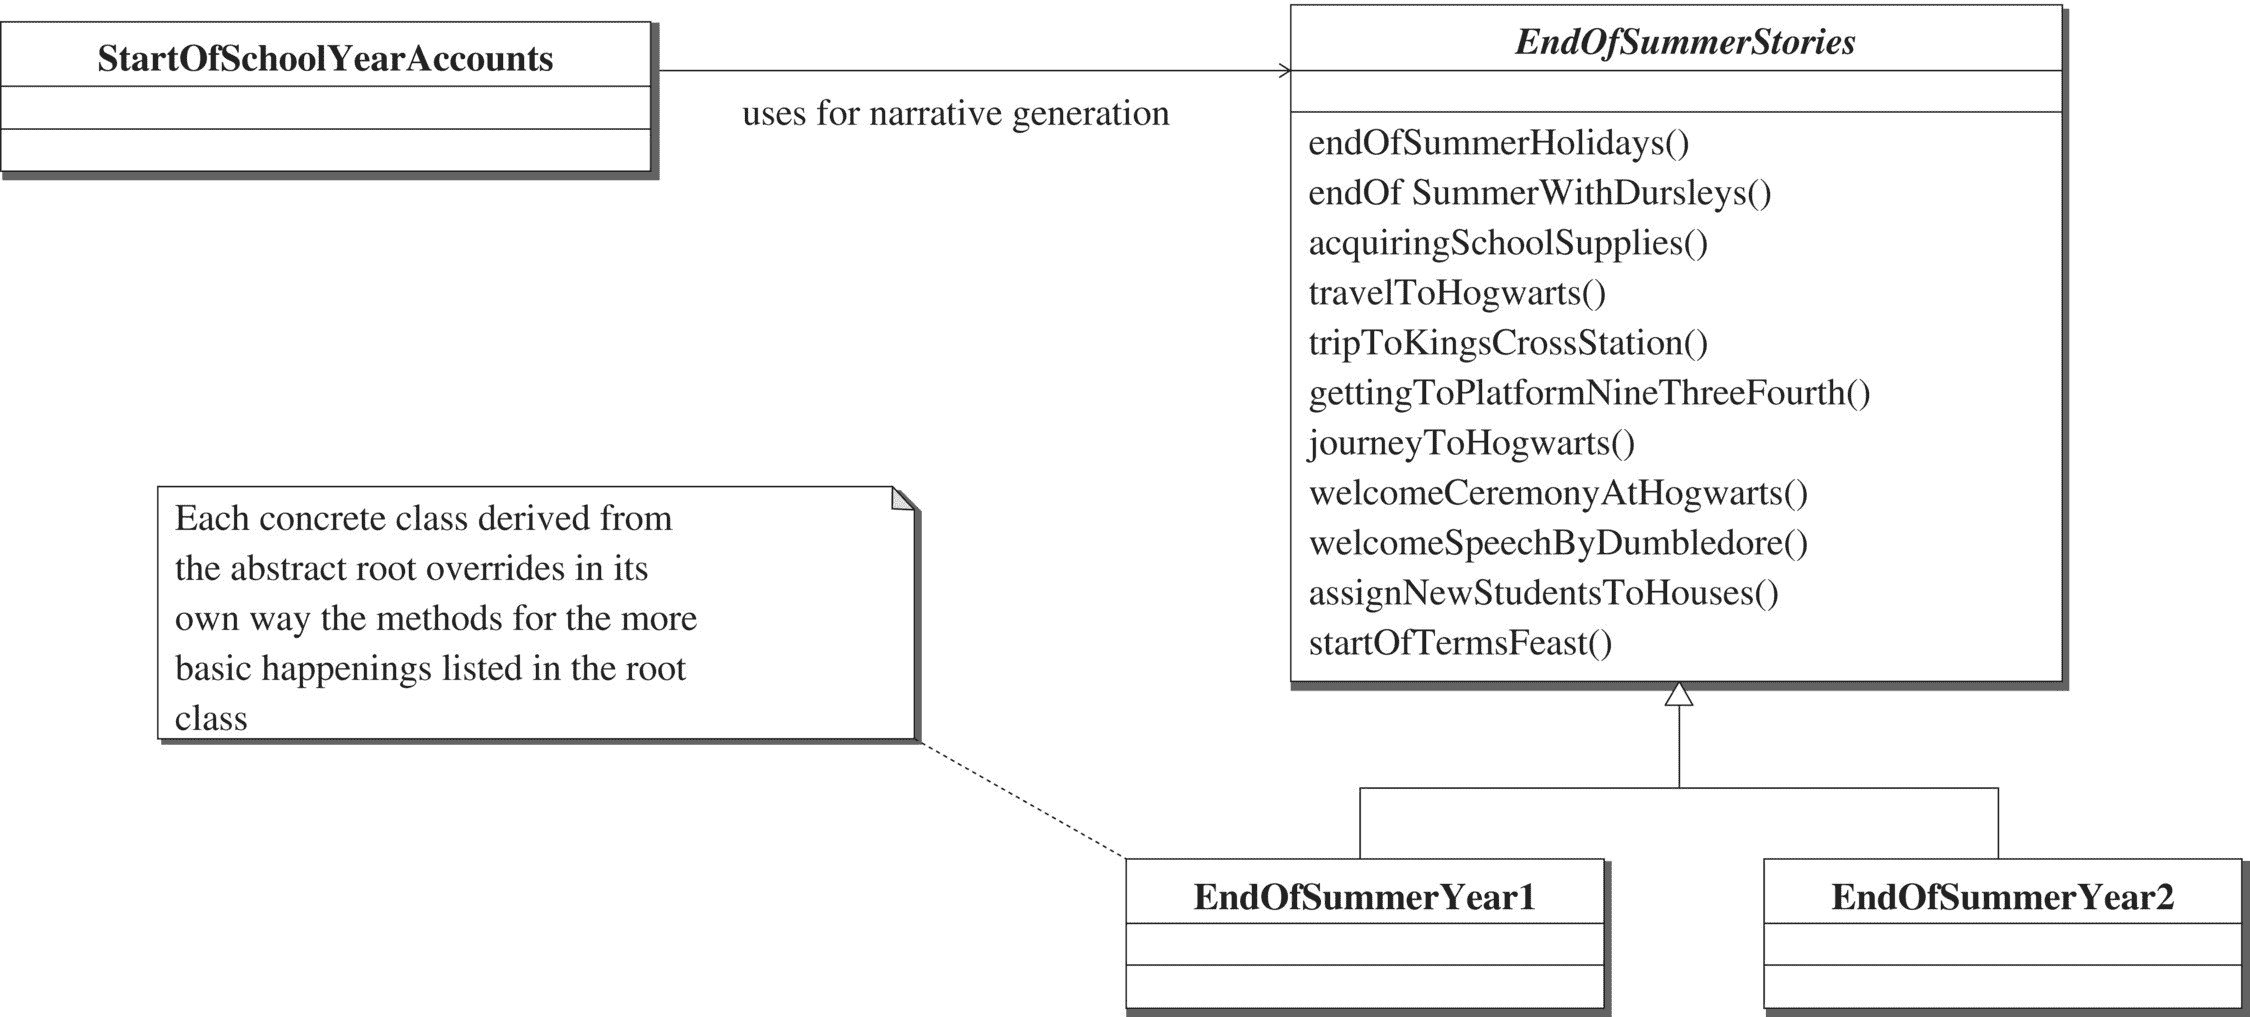 StartOfSchoolYearAccounts
uses for narrative generation
EndOfSummerStories
endOfSummerHolidays()
endOf SummerWithDursleys()
acquiringSchoolSupplies()
travelToHogwarts()
tripToKingsCrossStation()
gettingToPlatformNineThreeFourth()
journeyToHogwarts()
welcomeCeremonyAtHogwarts()
welcomeSpeechByDumbledore()
assignNewStudentsToHouses()
startOfTermsFeast()
Each concrete class derived from
the abstract root overrides in its
own way the methods for the more
basic happenings listed in the root
class
EndOfSummerYear1
EndOfSummerYear2